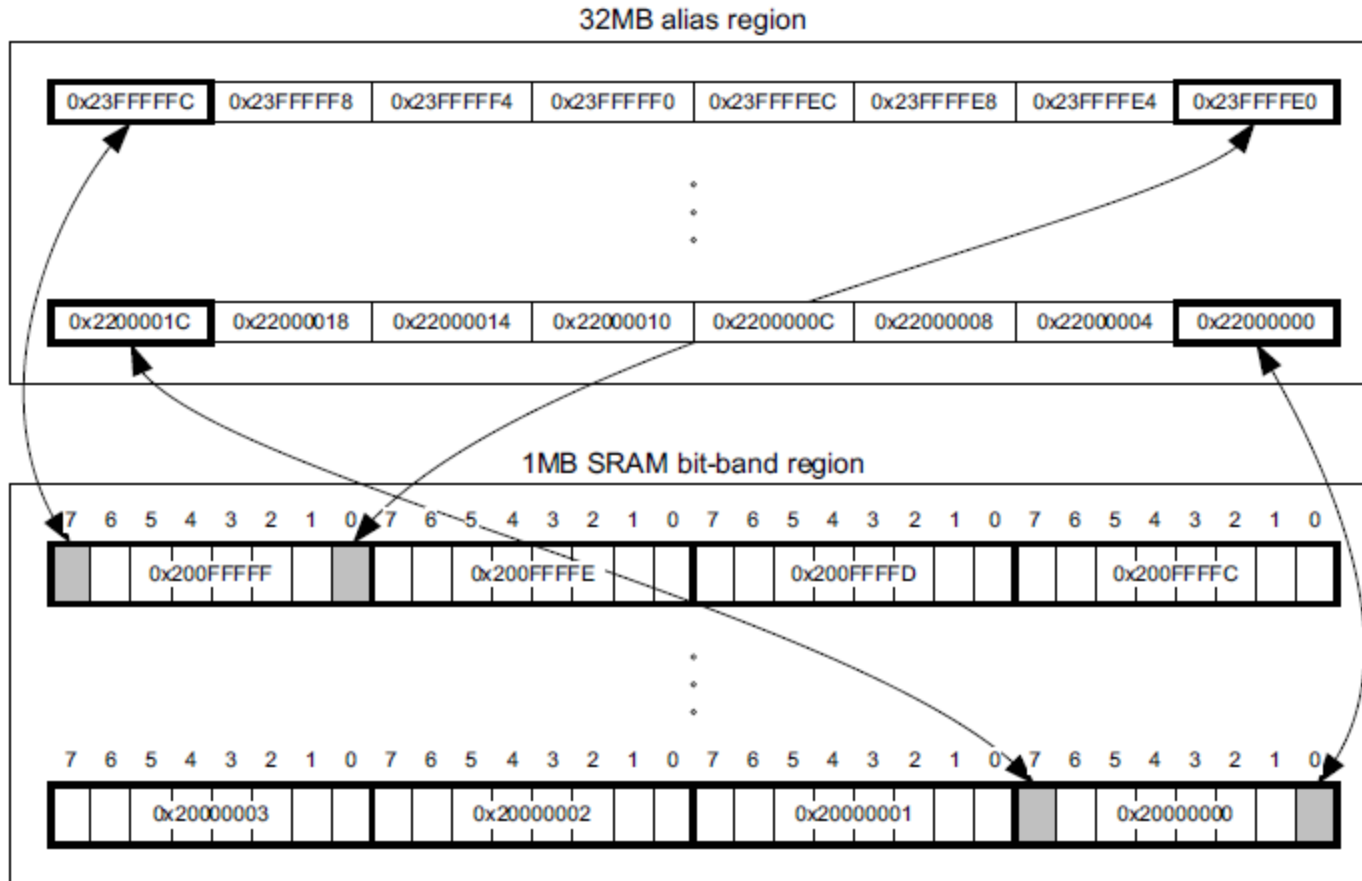 32MB alias region
0x23FFFFFC 0x23FFFFF8 0x23FFFFF4 0x23FFFFF0 0x23FFFFEC 0x23FFFFE8 0x23FFFFE4 0x23FFFFE0
0x2200001C 0x22000018 0x22000014 0x22000010 0x2200000C 0x22000008 0x22000004 0x22000000
1MB SRAM bit-band region
7 6 5 4 3 2 1 0 7 6 5 4 3 2 1 0 7 6 5 4 3 2 1 0 7 6 5 4 3 2 1 0
0x200FFFFF 0x200FFFFE 0x200FFFFD 0x200FFFFC
7 6 5 4 3 2 1 0 7 6 5 4 3 2 1 0 7 6 5 4 3 2 1 0 7 6 5 4 3 2 1 0
0x20000003 0x20000002 0x20000001 0x20000000